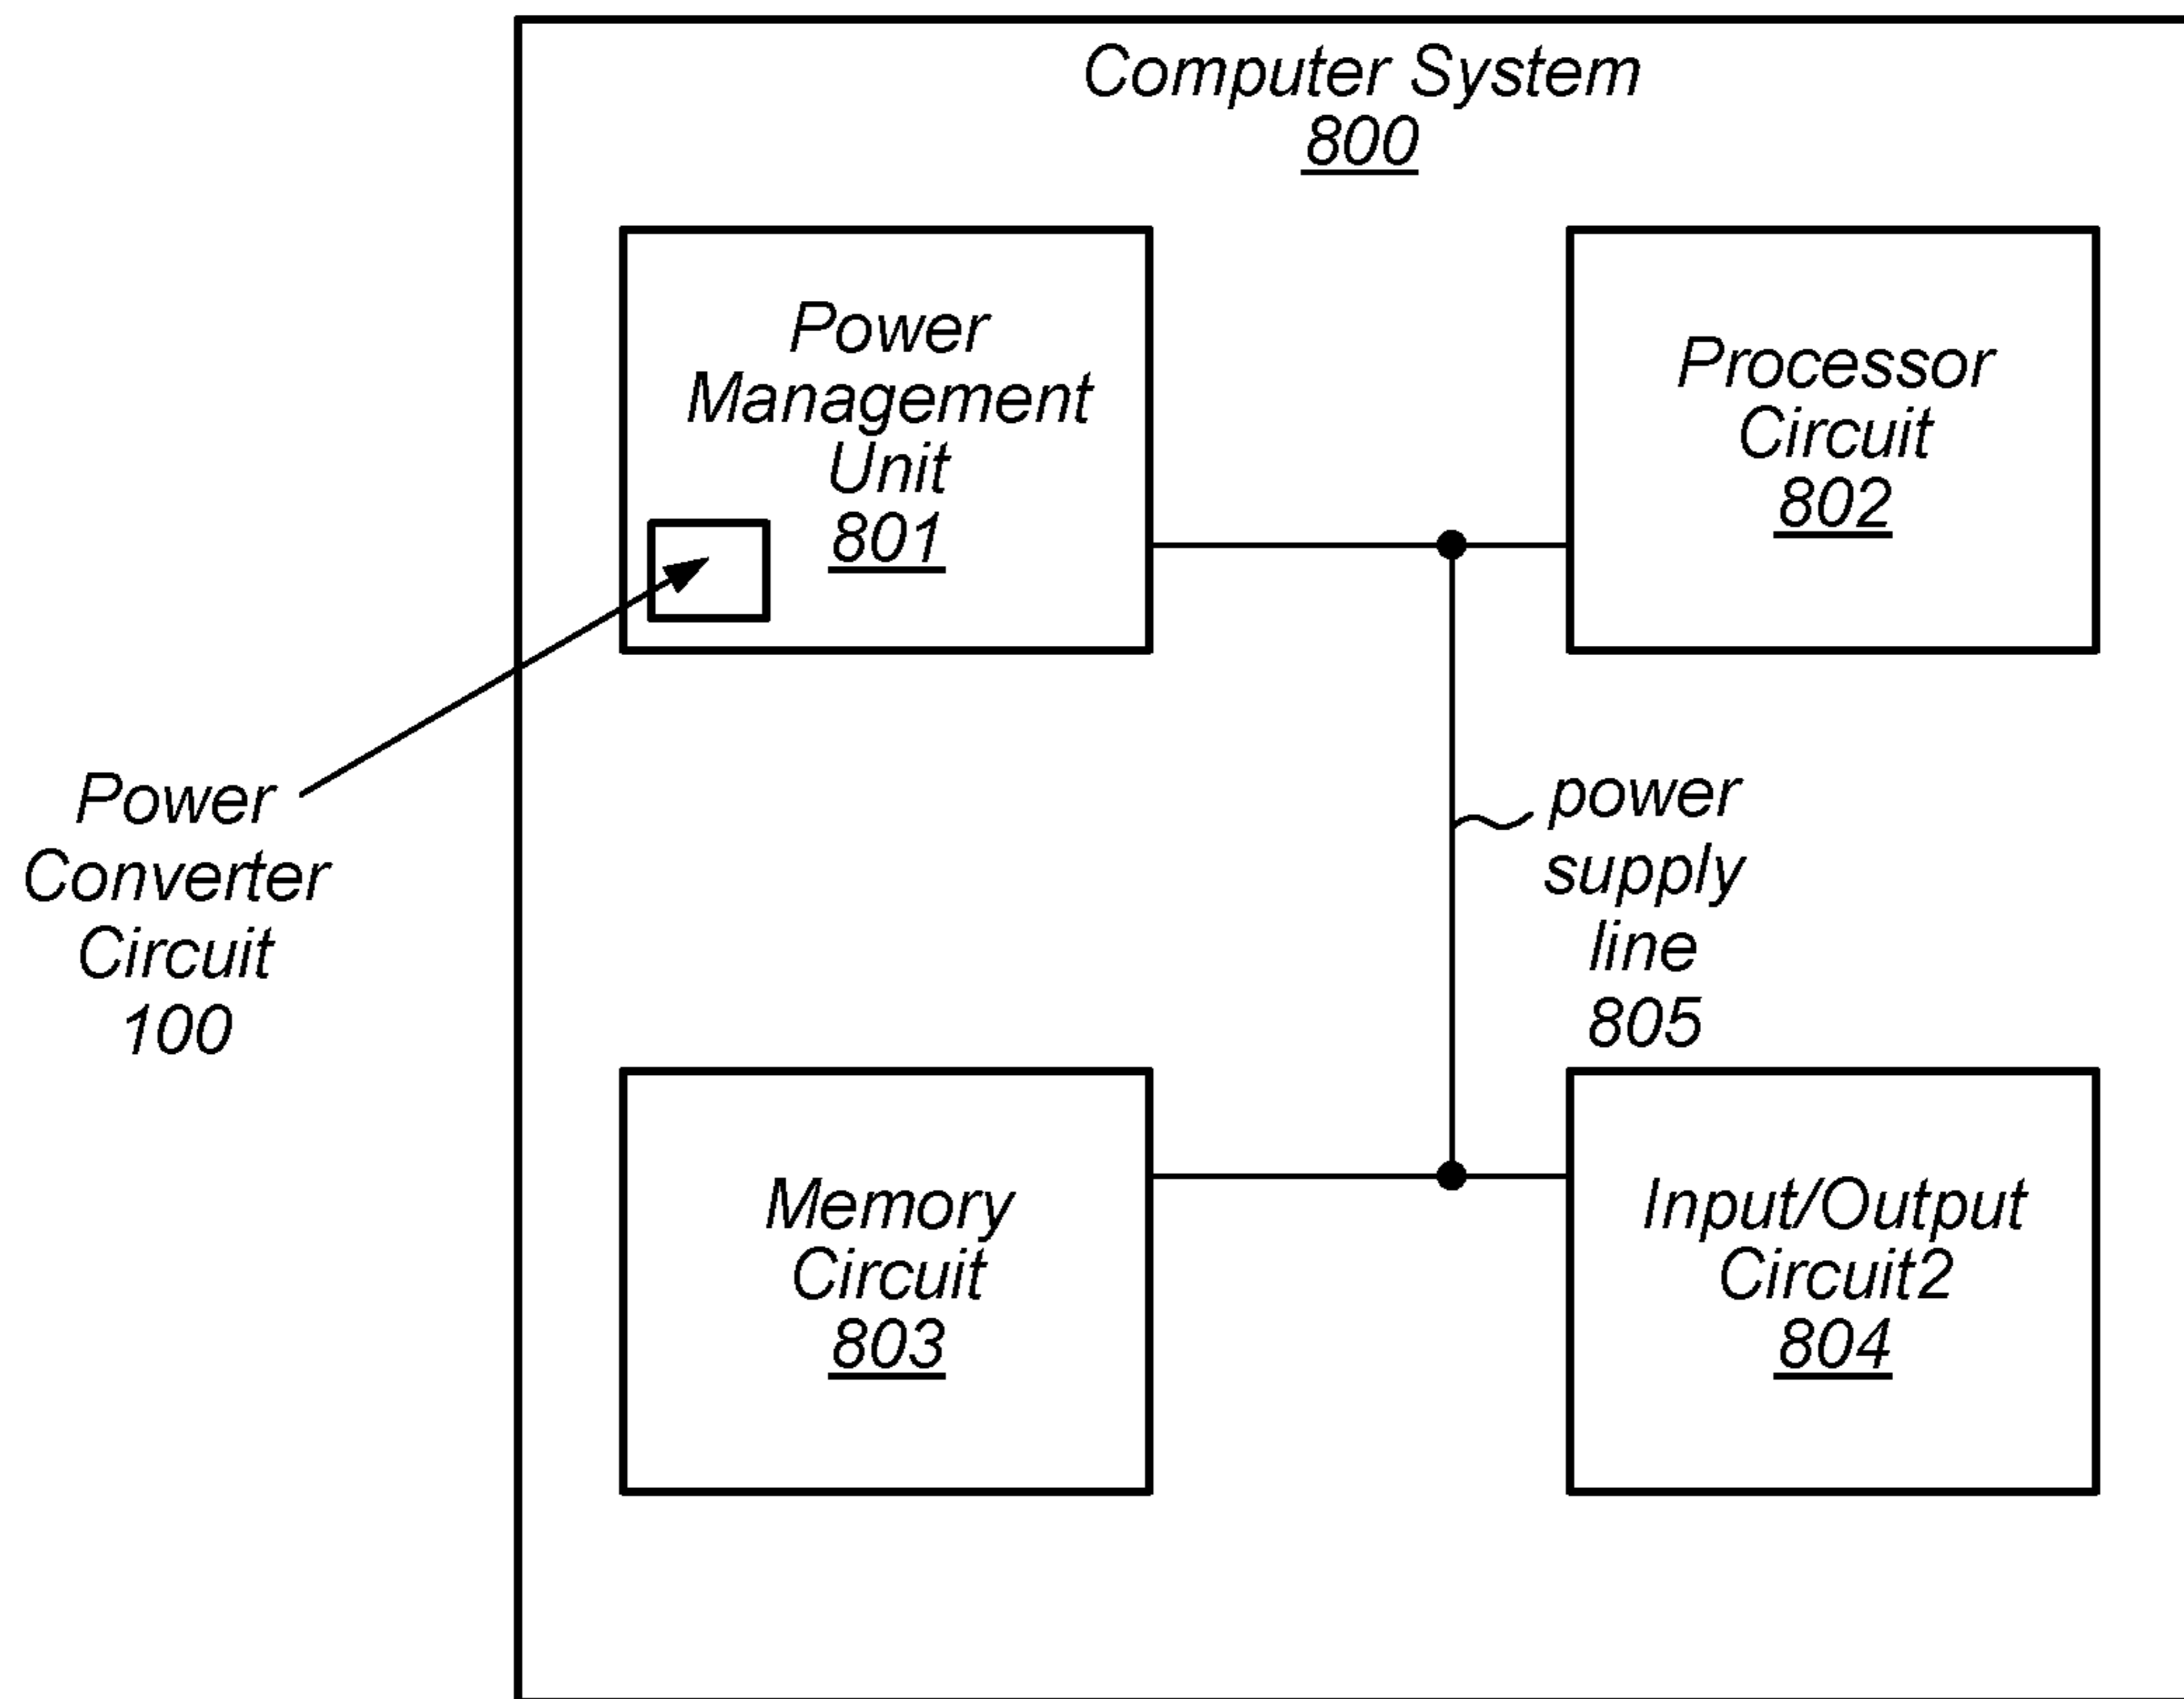 Computer System
800
Power
Management
Unit
801
Processor
Circuit
802
Power
Converter
Circuit
100
power
supply
line
805
Memory
Circuit
803
Input/Output
Circuit2
804